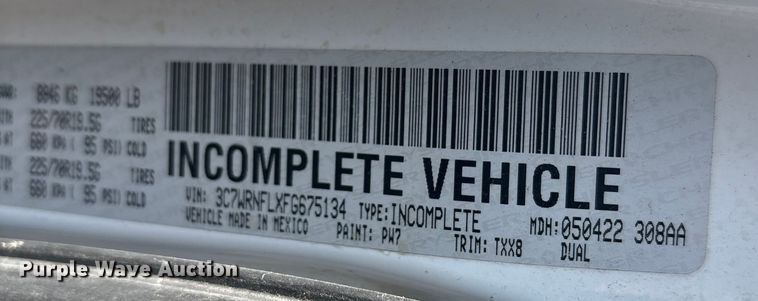 8846 KG 19500 LB
225/70R19.5G TIRES
660 KPA ( 95 PSI) COLD
225/70R19.5G TIRES
660 KPA ( 95 PSI) COLD
INCOMPLETE VEHICLE
VIN: 3C7WRNFLXFG675134 TYPE: INCOMPLETE MDH: 050422 308AA
VEHICLE MADE IN MEXICO PAINT: PW7 TRIM: TXX8 DUAL
Purple Wave Auction